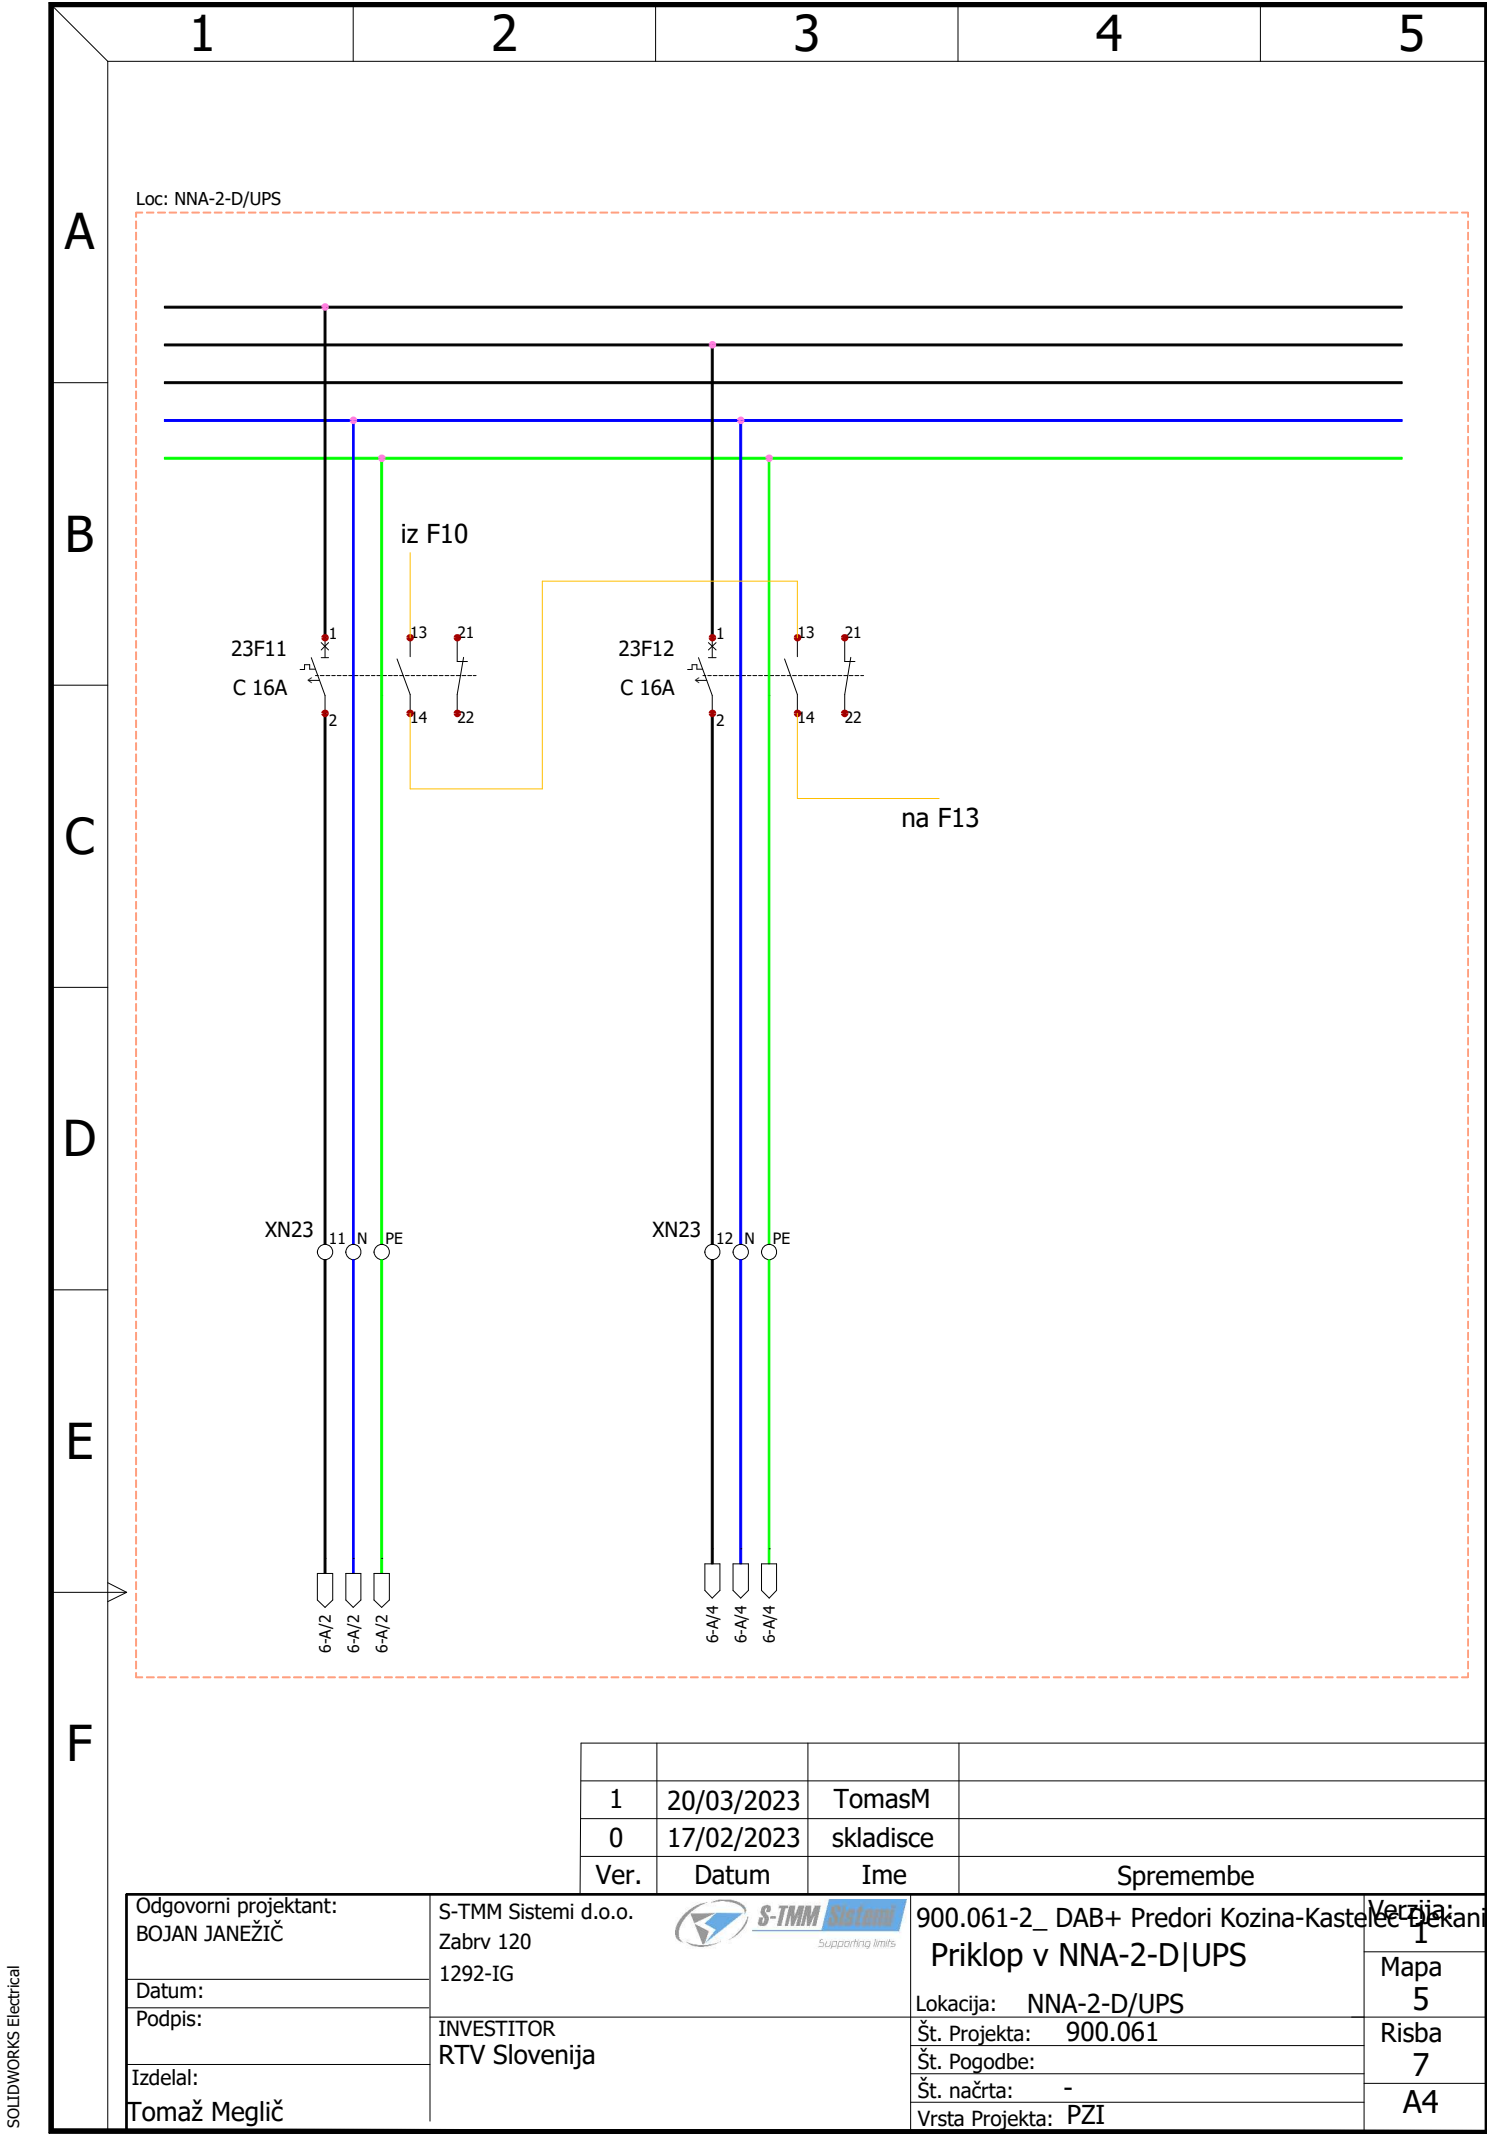 1 2 3 4 5
Loc: NNA-2-D/UPS
A
B
iz F10
23F11
C 16A
1
2
13
14
21
22
23F12
C 16A
1
2
13
14
21
22
C
na F13
D
XN23
11 N PE
XN23
12 N PE
E
6-A/2 6-A/2 6-A/2
6-A/4 6-A/4 6-A/4
F
1 20/03/2023 TomasM
0 17/02/2023 skladisce
Ver. Datum Ime Spremembe
Odgovorni projektant:
BOJAN JANEŽIČ
Datum:
Podpis:
Izdelal:
Tomaž Meglič
S-TMM Sistemi d.o.o.
Zabrv 120
1292-IG
S-TMM Sistemi
Supporting limits
INVESTITOR
RTV Slovenija
900.061-2_ DAB+ Predori Kozina-Kastelec-Dekani
Priklop v NNA-2-D|UPS
Lokacija: NNA-2-D/UPS
Št. Projekta: 900.061
Št. Pogodbe:
Št. načrta: -
Vrsta Projekta: PZI
Verzija:
1
Mapa
5
Risba
7
A4
SOLIDWORKS Electrical